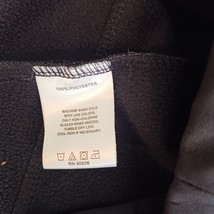 100% POLYESTER
MACHINE WASH COLD
WITH LIKE COLORS.
ONLY NON-CHLORINE
BLEACH WHEN NEEDED.
TUMBLE DRY LOW.
COOL IRON IF NECESSARY.